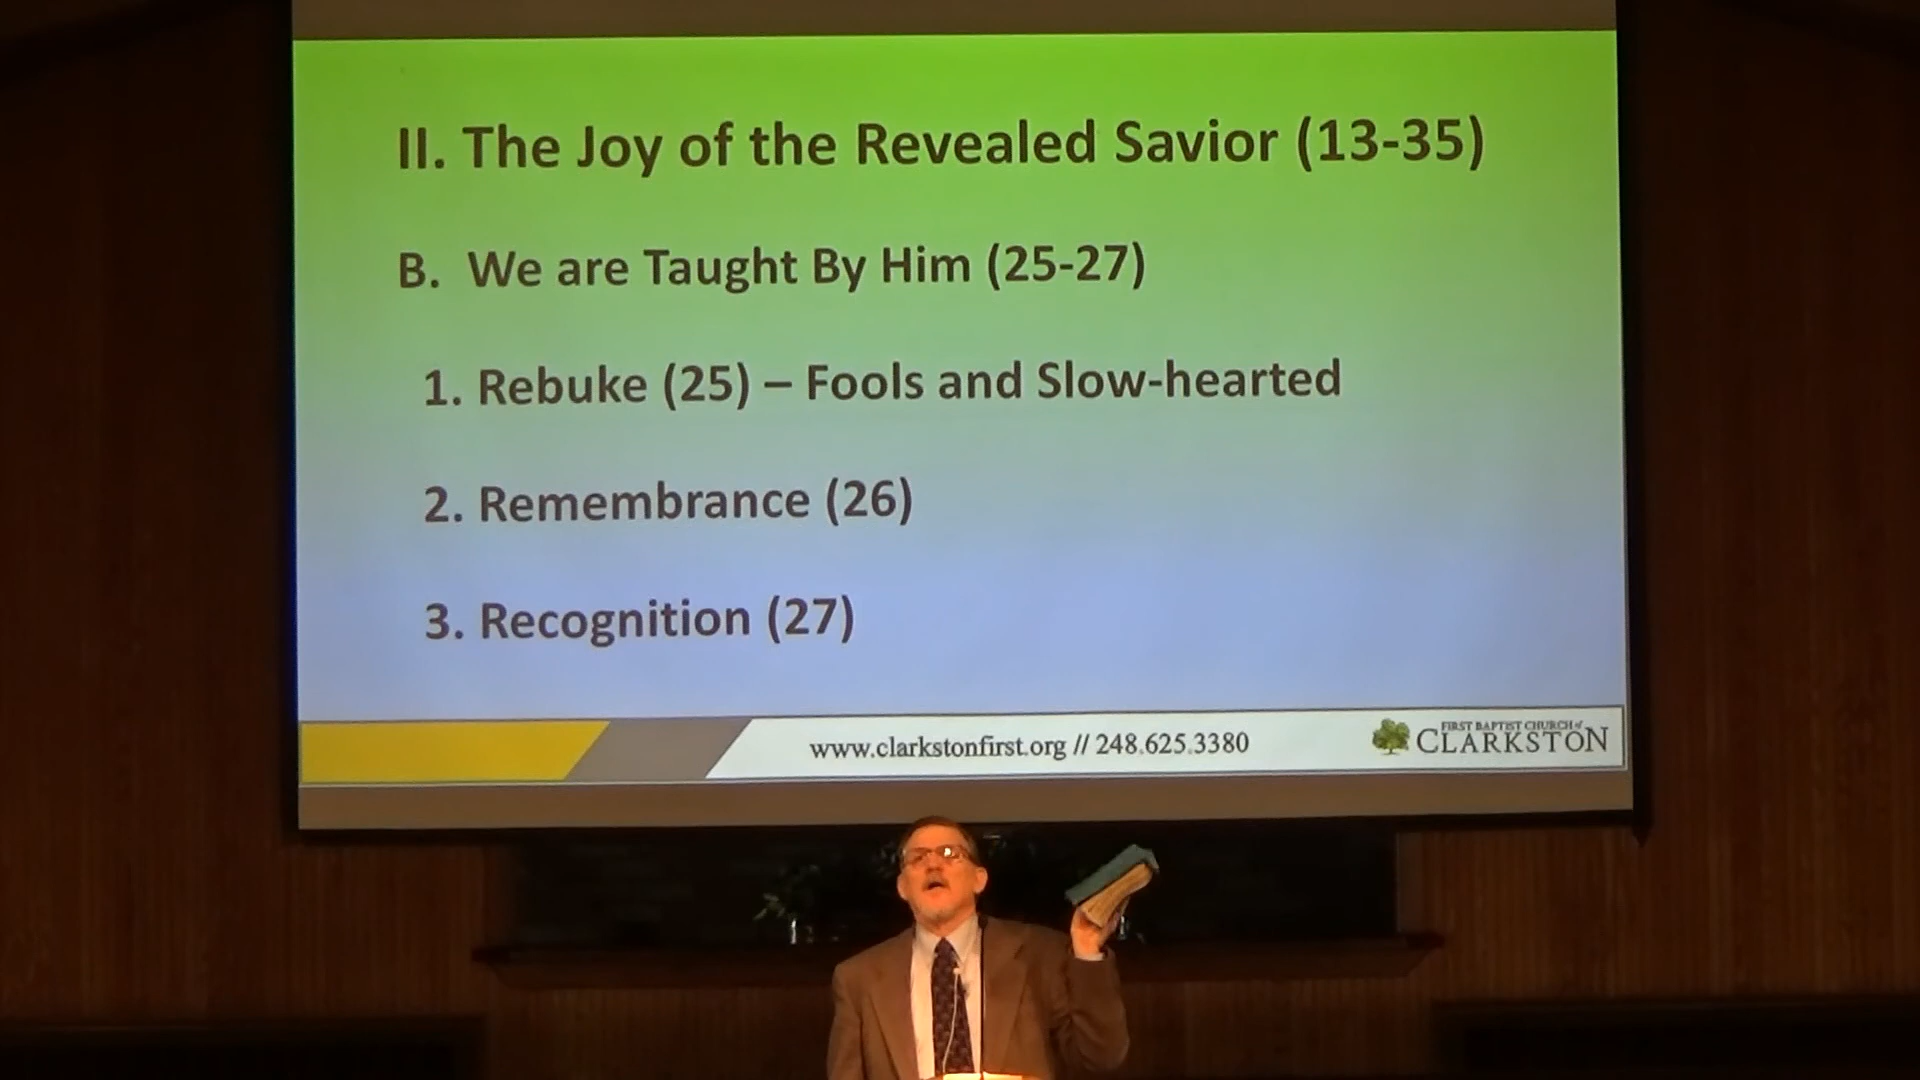 II. The Joy of the Revealed Savior (13-35)
B. We are Taught By Him (25-27)
1. Rebuke (25) – Fools and Slow-hearted
2. Remembrance (26)
3. Recognition (27)
www.clarkstonfirst.org // 248.625.3380
FIRST BAPTIST CHURCH of
CLARKSTON